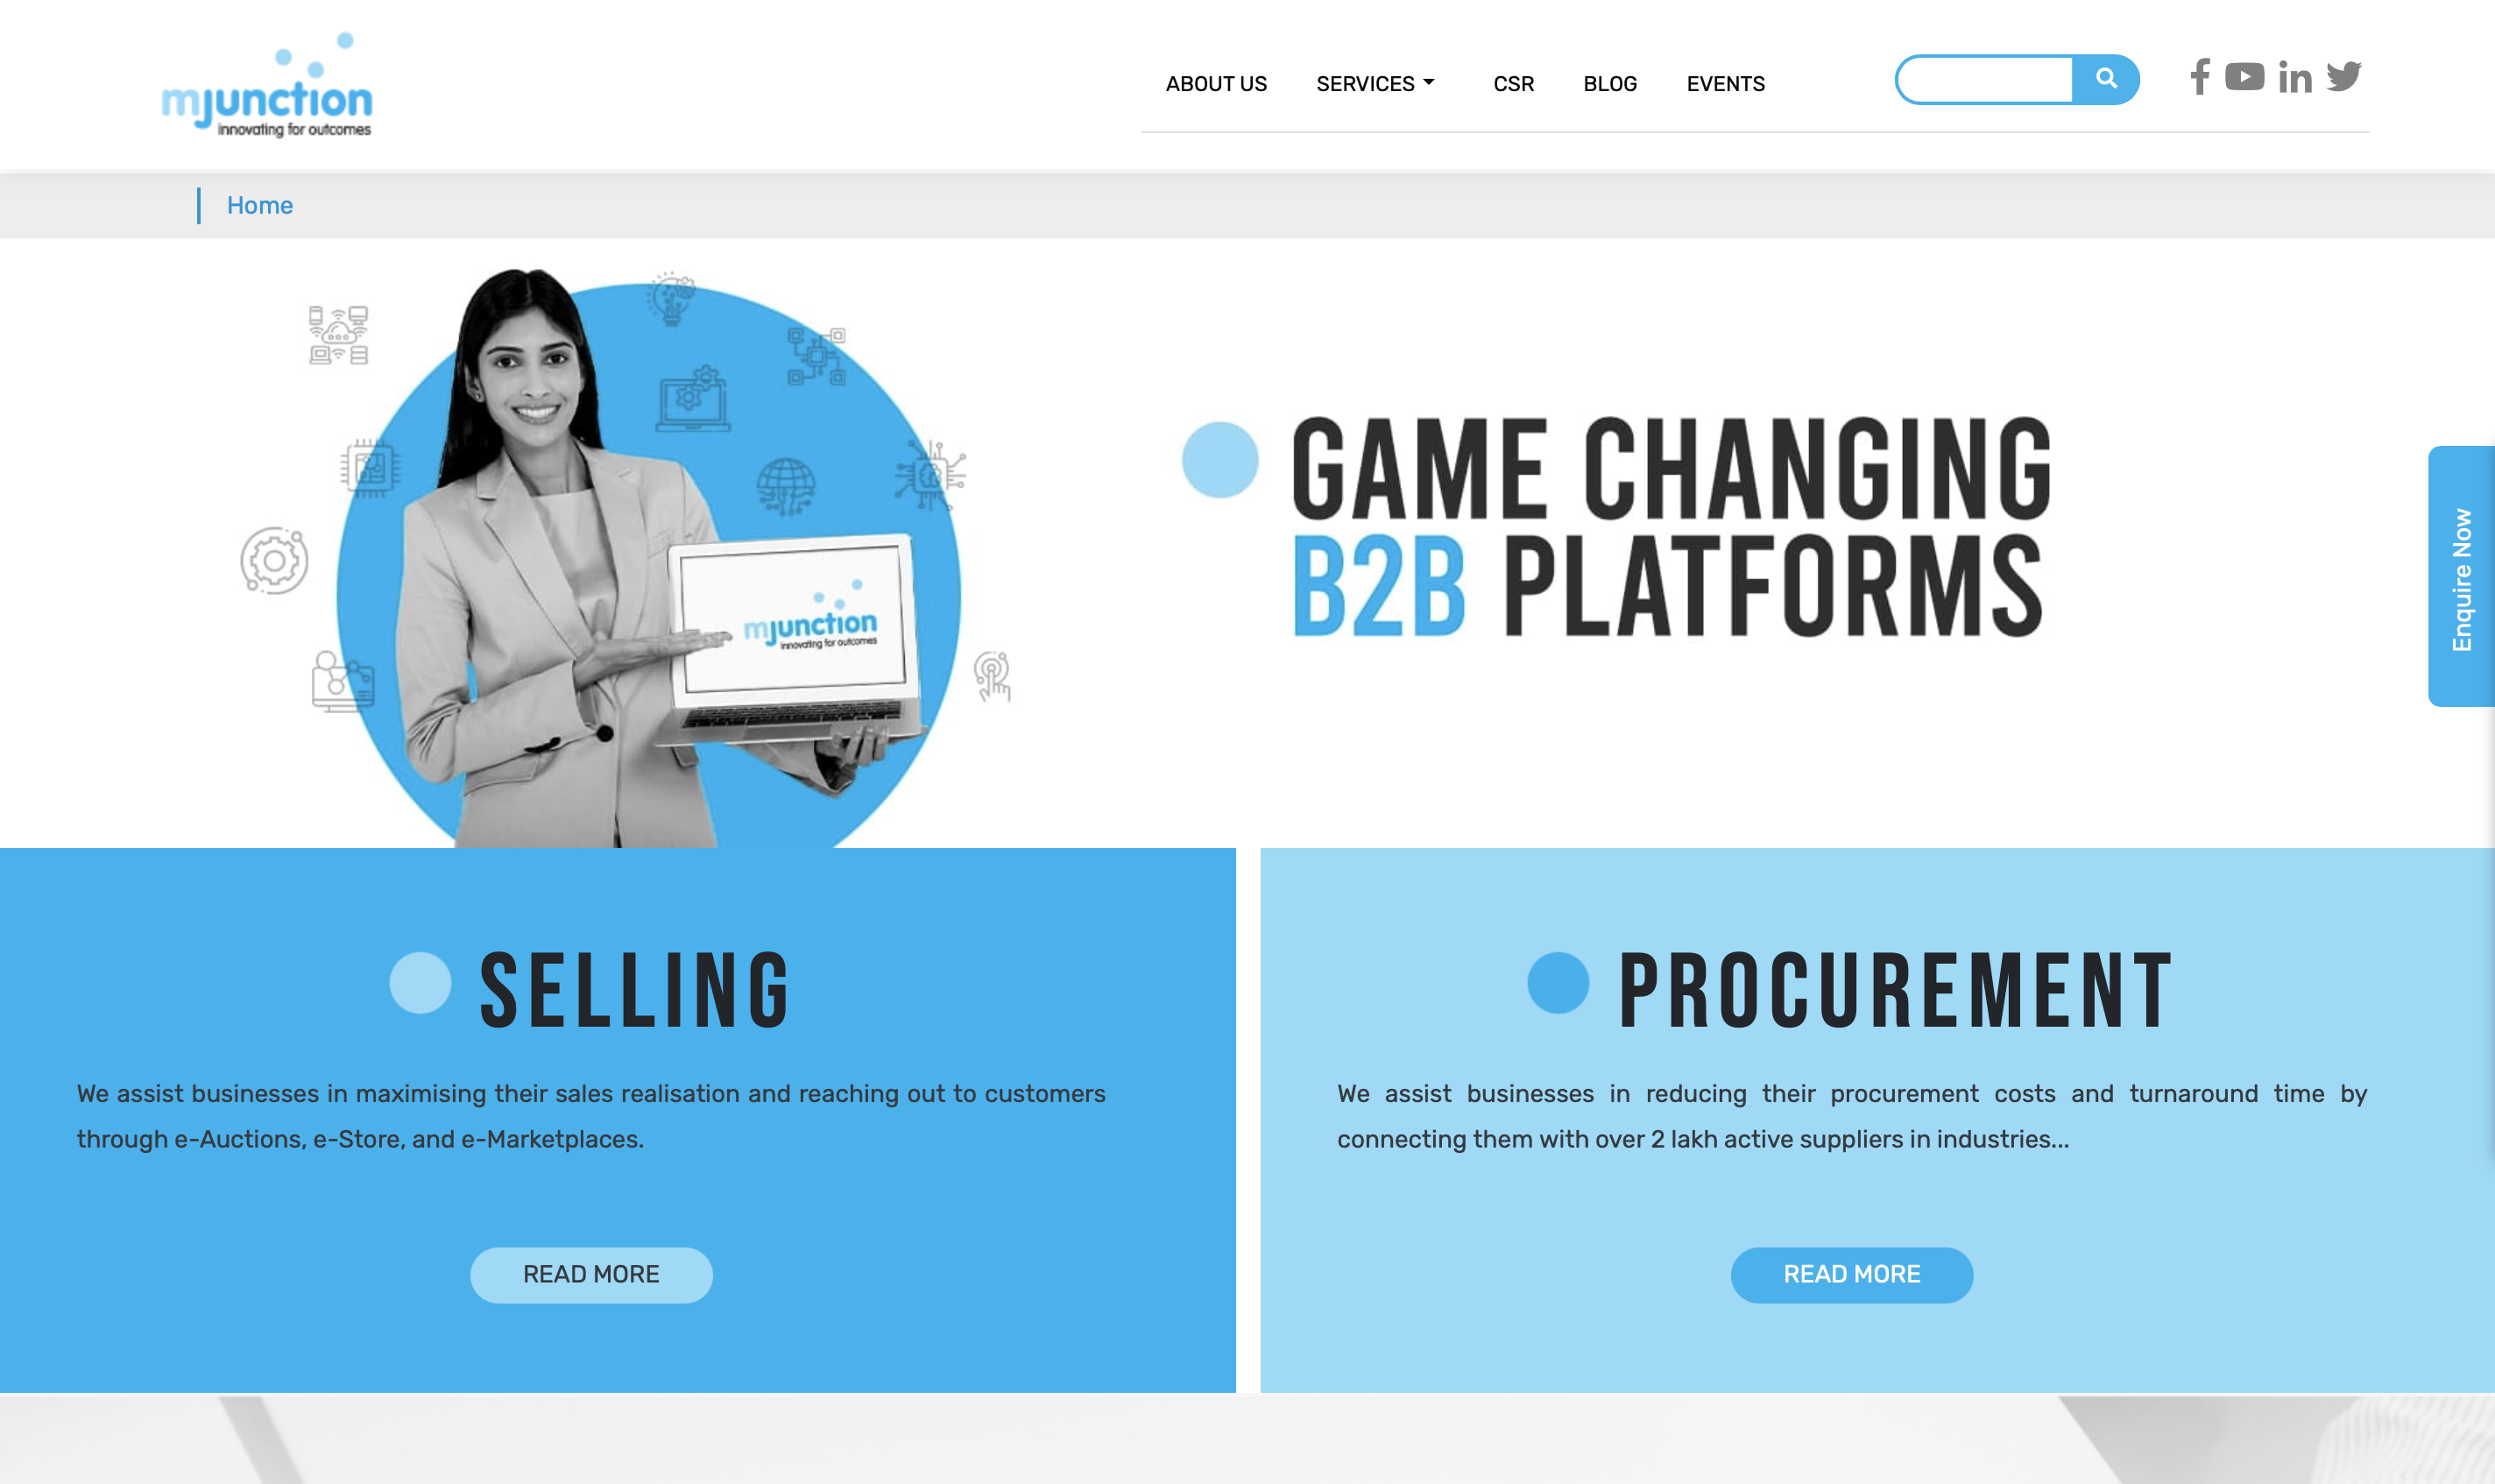 mjunction
innovating for outcomes
ABOUT US SERVICES CSR BLOG EVENTS
Home
GAME CHANGING
B2B PLATFORMS
mjunction
innovating for outcomes
Enquire Now
SELLING
We assist businesses in maximising their sales realisation and reaching out to customers
through e-Auctions, e-Store, and e-Marketplaces.
READ MORE
PROCUREMENT
We assist businesses in reducing their procurement costs and turnaround time by
connecting them with over 2 lakh active suppliers in industries...
READ MORE